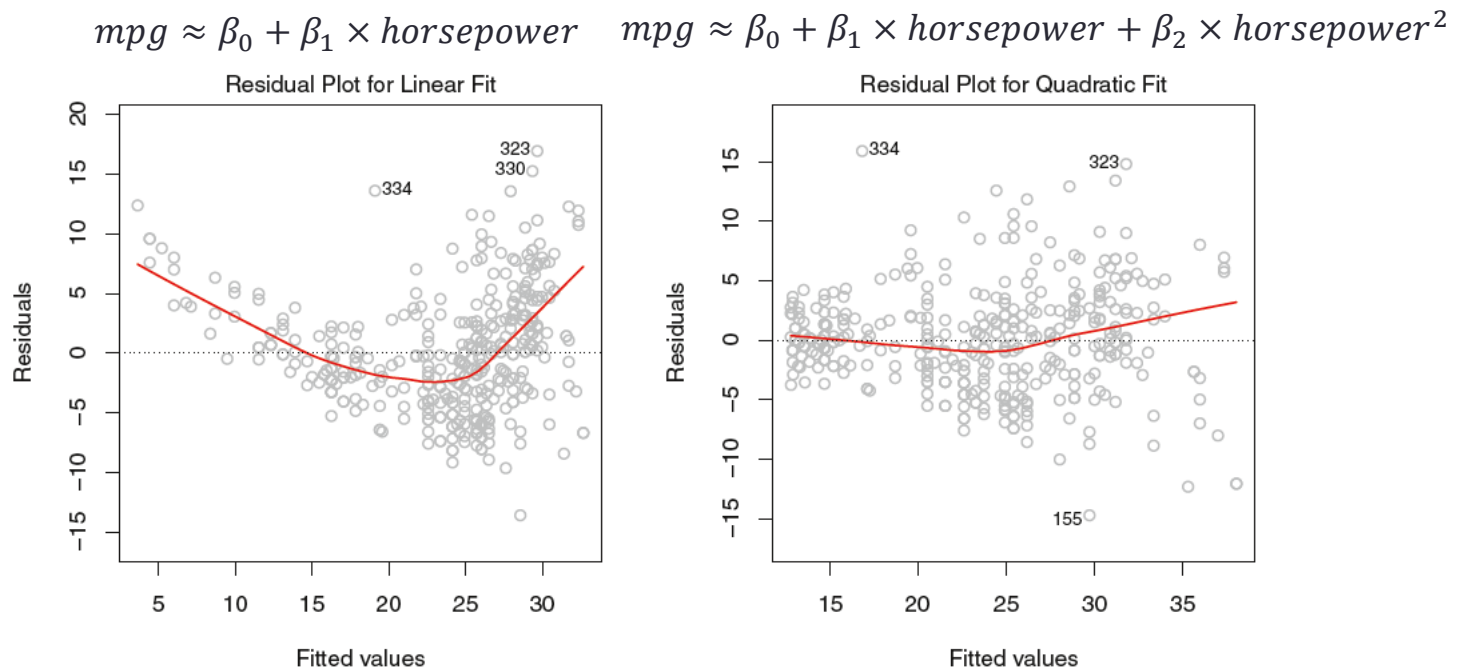 mpg ≈ β₀ + β₁ × horsepower
mpg ≈ β₀ + β₁ × horsepower + β₂ × horsepower²
Residual Plot for Linear Fit
20
15
10
5
0
−5
−10
−15
Residuals
323
330
334
5 10 15 20 25 30
Fitted values
Residual Plot for Quadratic Fit
15
10
5
0
−5
−10
−15
Residuals
334
323
155
15 20 25 30 35
Fitted values